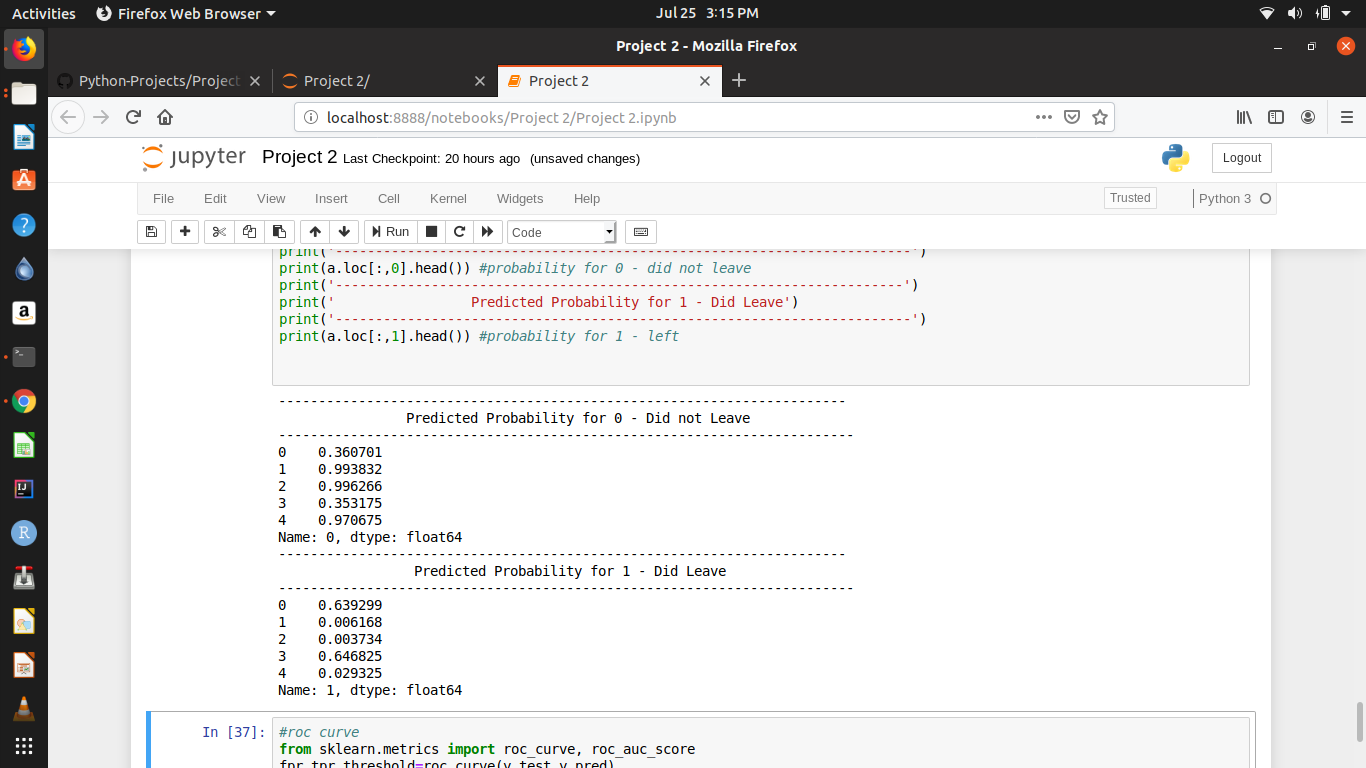 Activities Firefox Web Browser Jul 25 3:15 PM
Project 2 - Mozilla Firefox
Python-Projects/Project Project 2/ Project 2
localhost:8888/notebooks/Project 2/Project 2.ipynb
jupyter Project 2 Last Checkpoint: 20 hours ago (unsaved changes) Logout
File Edit View Insert Cell Kernel Widgets Help Trusted Python 3
Run Code
print('------------------------------------------------------------------------')
print(a.loc[:,0].head()) #probability for 0 - did not leave
print('-----------------------------------------------------------------------')
print('                 Predicted Probability for 1 - Did Leave')
print('------------------------------------------------------------------------')
print(a.loc[:,1].head()) #probability for 1 - left
-----------------------------------------------------------------------
Predicted Probability for 0 - Did not Leave
------------------------------------------------------------------------
0    0.360701
1    0.993832
2    0.996266
3    0.353175
4    0.970675
Name: 0, dtype: float64
-----------------------------------------------------------------------
Predicted Probability for 1 - Did Leave
------------------------------------------------------------------------
0    0.639299
1    0.006168
2    0.003734
3    0.646825
4    0.029325
Name: 1, dtype: float64
In [37]: #roc curve
from sklearn.metrics import roc_curve, roc_auc_score
fpr,tpr,threshold=roc_curve(y_test,y_pred)